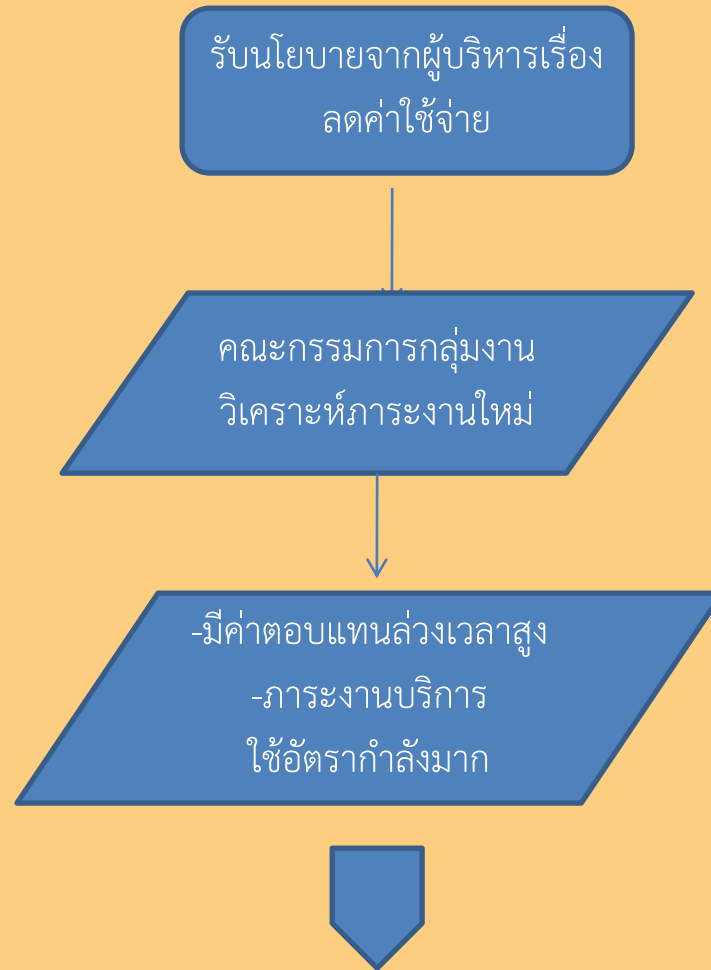 รับนโยบายจากผู้บริหารเรื่อง
ลดค่าใช้จ่าย
คณะกรรมการกลุ่มงาน
วิเคราะห์ภาระงานใหม่
-มีค่าตอบแทนล่วงเวลาสูง
-ภาระงานบริการ
ใช้อัตรากำลังมาก